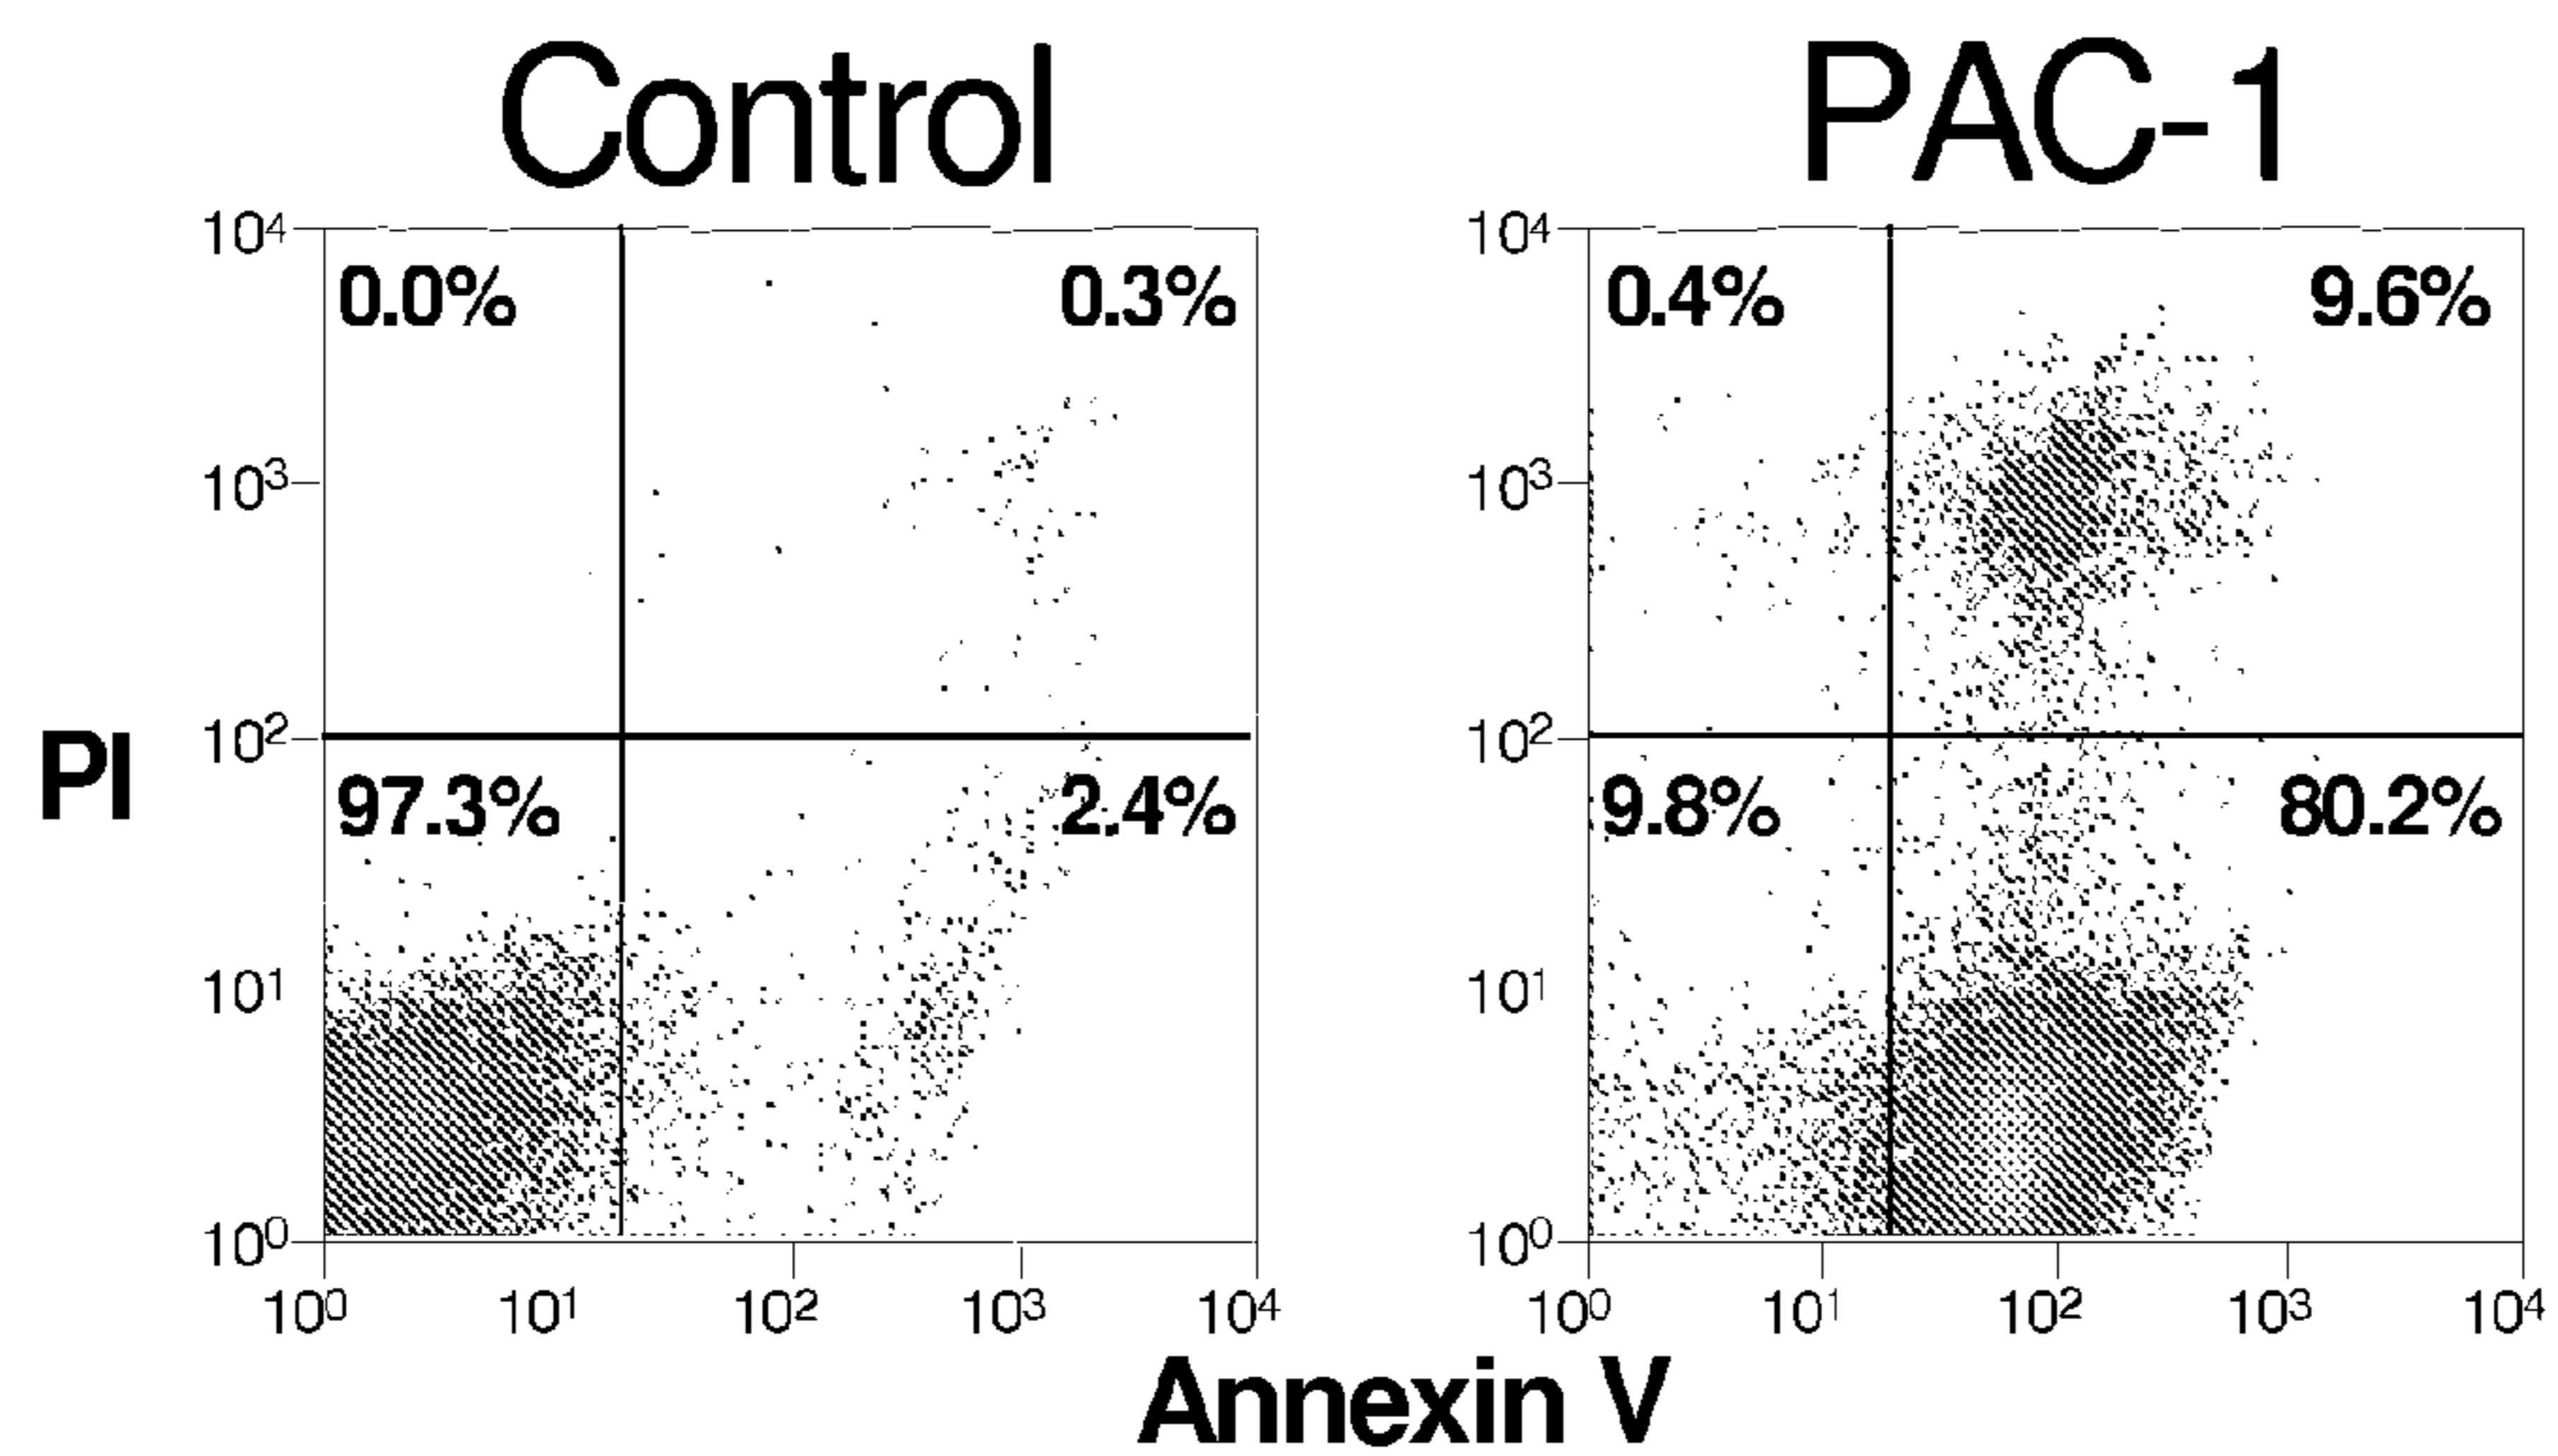 Control PAC-1
10⁴ 10⁴
0.0% 0.3% 0.4% 9.6%
10³ 10³
10² 10²
PI
97.3% 2.4% 9.8% 80.2%
10¹ 10¹
10⁰ 10⁰
10⁰ 10¹ 10² 10³ 10⁴ 10⁰ 10¹ 10² 10³ 10⁴
Annexin V